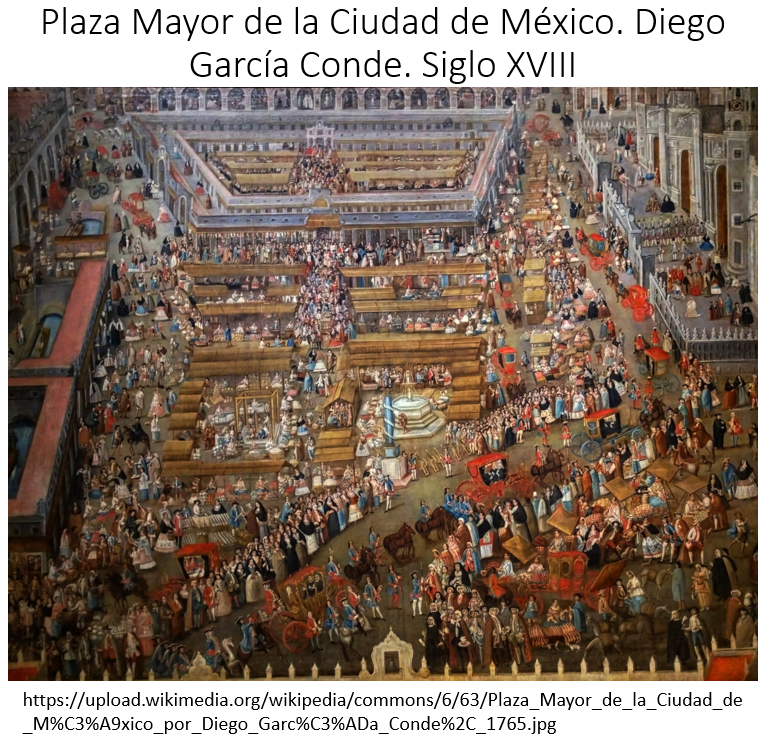 Plaza Mayor de la Ciudad de México. Diego
García Conde. Siglo XVIII
https://upload.wikimedia.org/wikipedia/commons/6/63/Plaza_Mayor_de_la_Ciudad_de
_M%C3%A9xico_por_Diego_Garc%C3%ADa_Conde%2C_1765.jpg